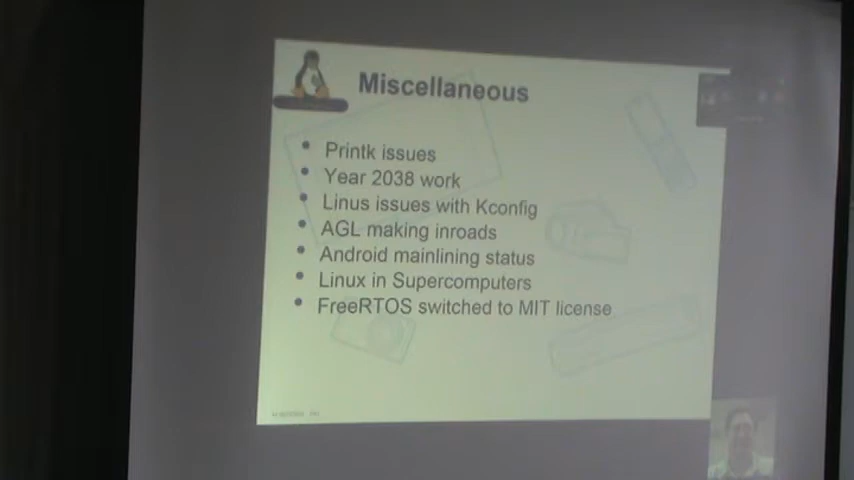 Miscellaneous
• Printk issues
• Year 2038 work
• Linus issues with Kconfig
• AGL making inroads
• Android mainlining status
• Linux in Supercomputers
• FreeRTOS switched to MIT license